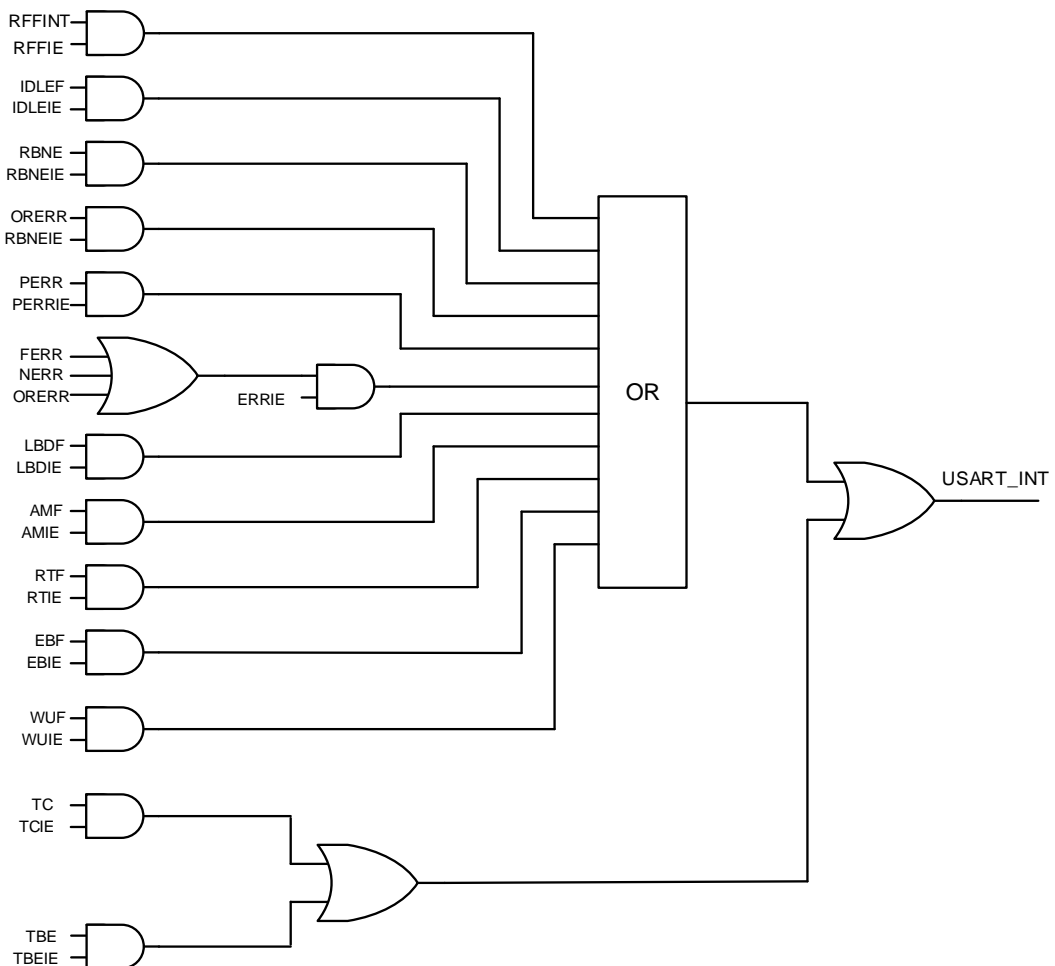 RFFINT
RFFIE
IDLEF
IDLEIE
RBNE
RBNEIE
ORERR
RBNEIE
PERR
PERRIE
FERR
NERR
ORERR
ERRIE
OR
LBDF
LBDIE
AMF
AMIE
USART_INT
RTF
RTIE
EBF
EBIE
WUF
WUIE
TC
TCIE
TBE
TBEIE